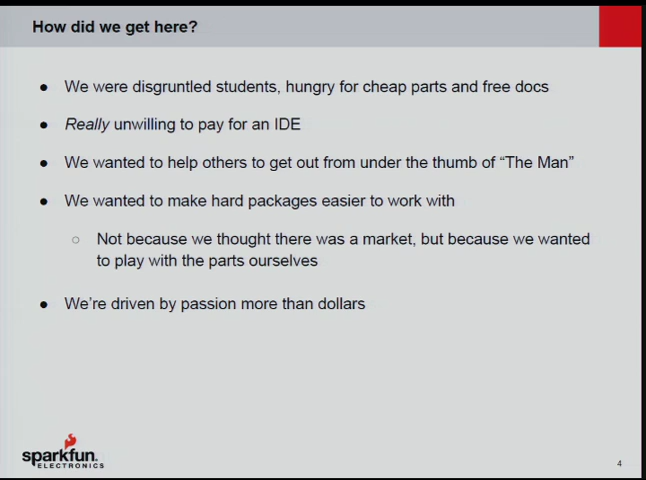 How did we get here?
● We were disgruntled students, hungry for cheap parts and free docs
● Really unwilling to pay for an IDE
● We wanted to help others to get out from under the thumb of “The Man”
● We wanted to make hard packages easier to work with
○ Not because we thought there was a market, but because we wanted
to play with the parts ourselves
● We’re driven by passion more than dollars
sparkfun.
ELECTRONICS
4